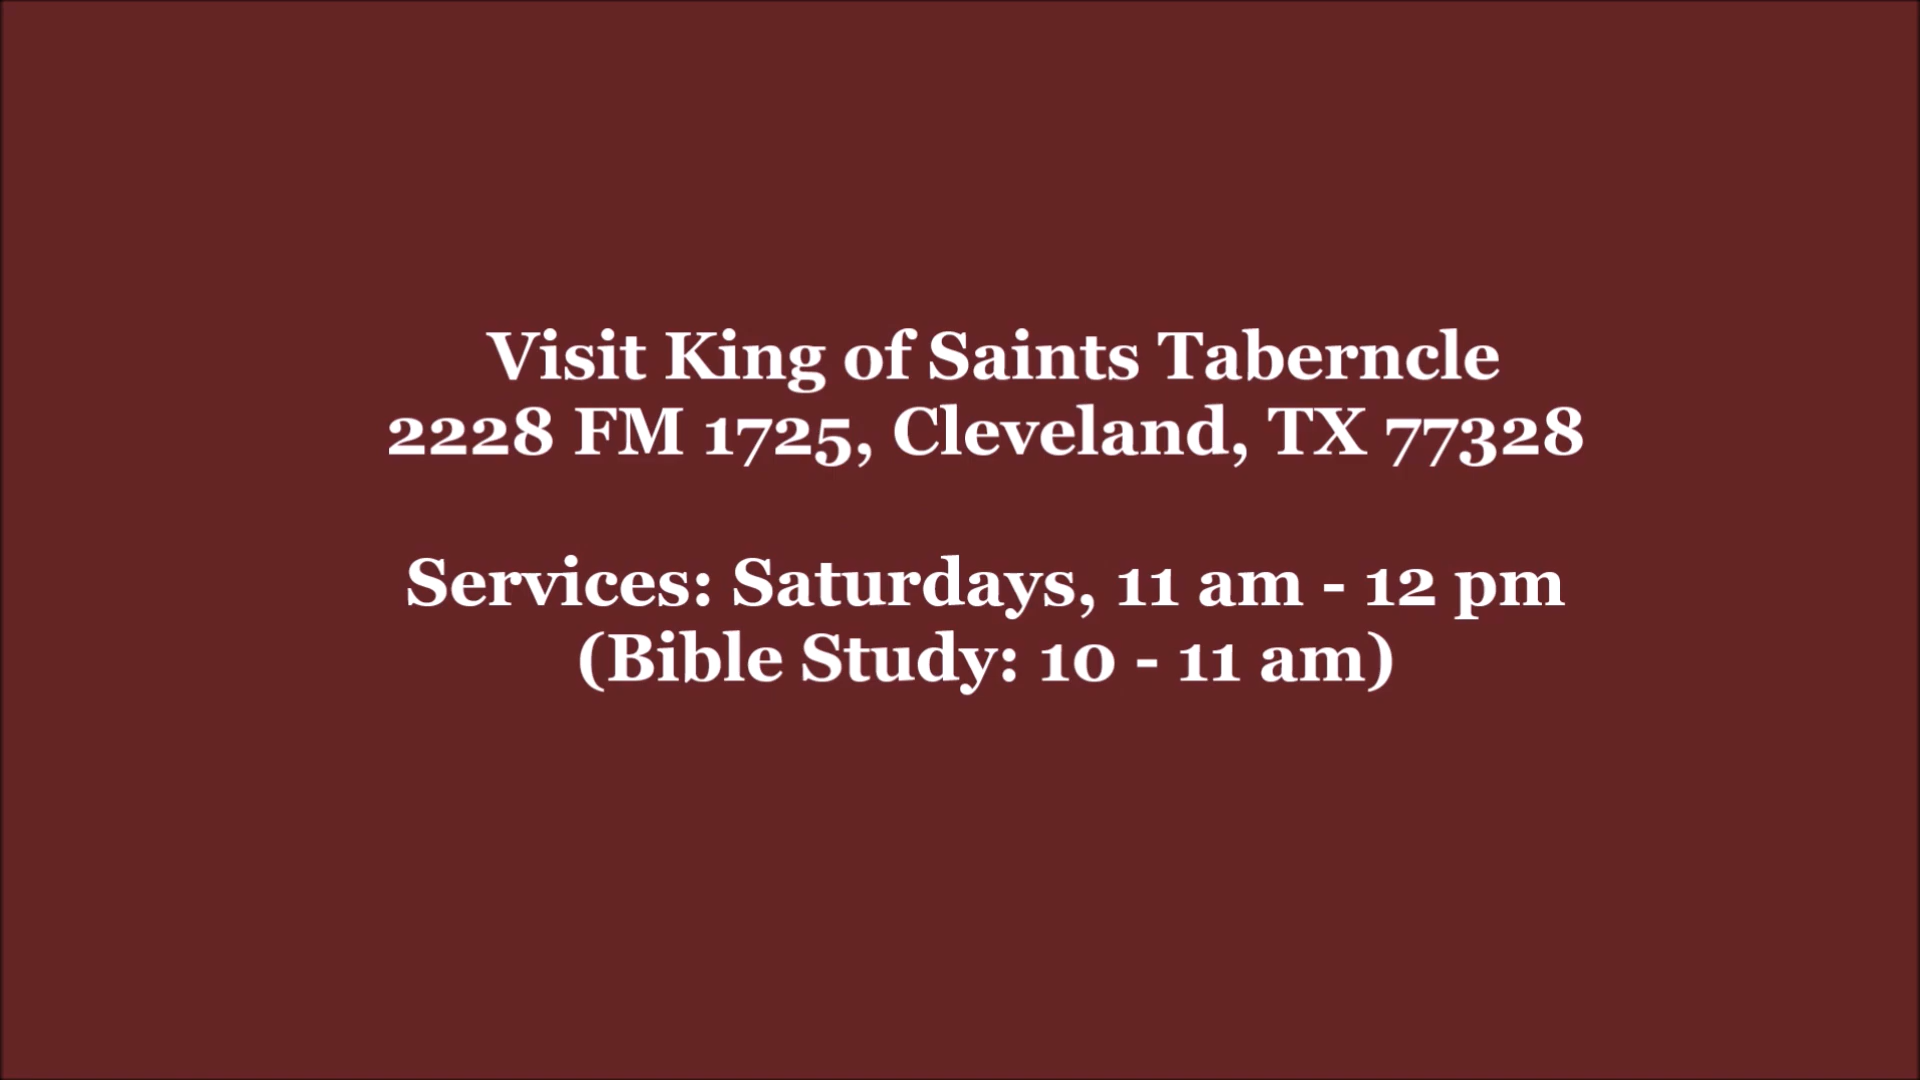 Visit King of Saints Taberncle
2228 FM 1725, Cleveland, TX 77328
Services: Saturdays, 11 am - 12 pm
(Bible Study: 10 - 11 am)